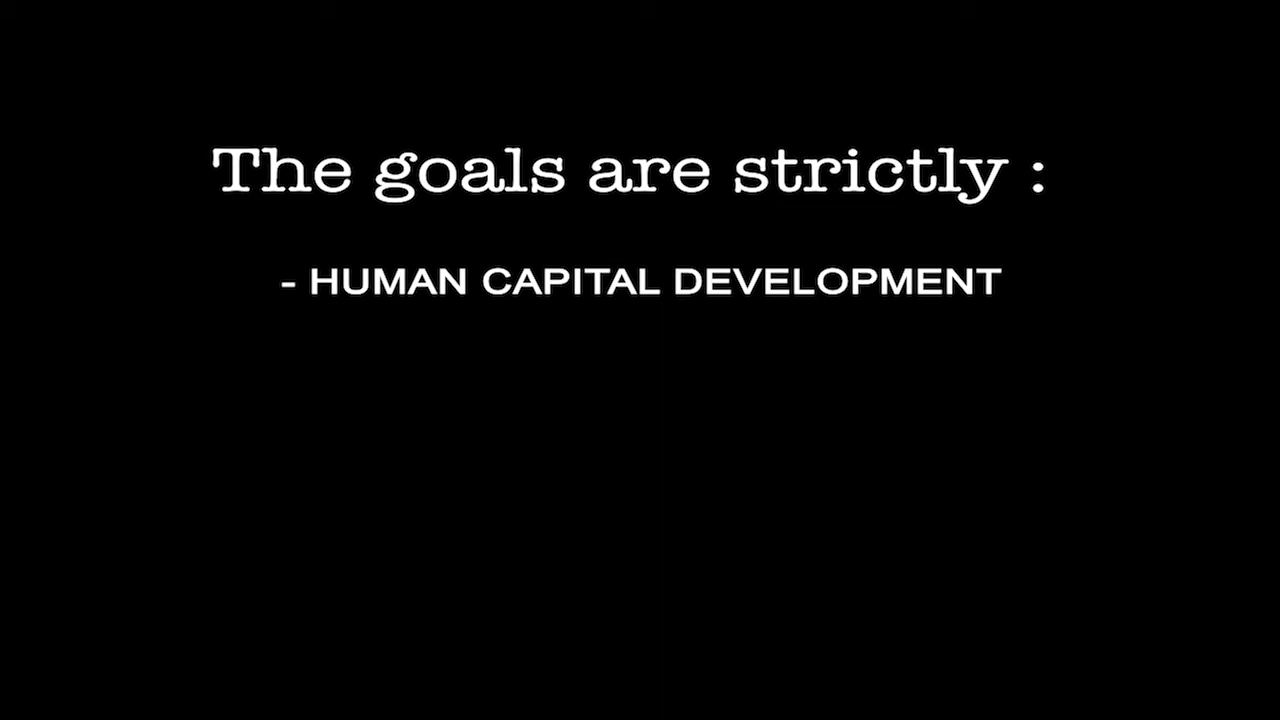 The goals are strictly :
- HUMAN CAPITAL DEVELOPMENT